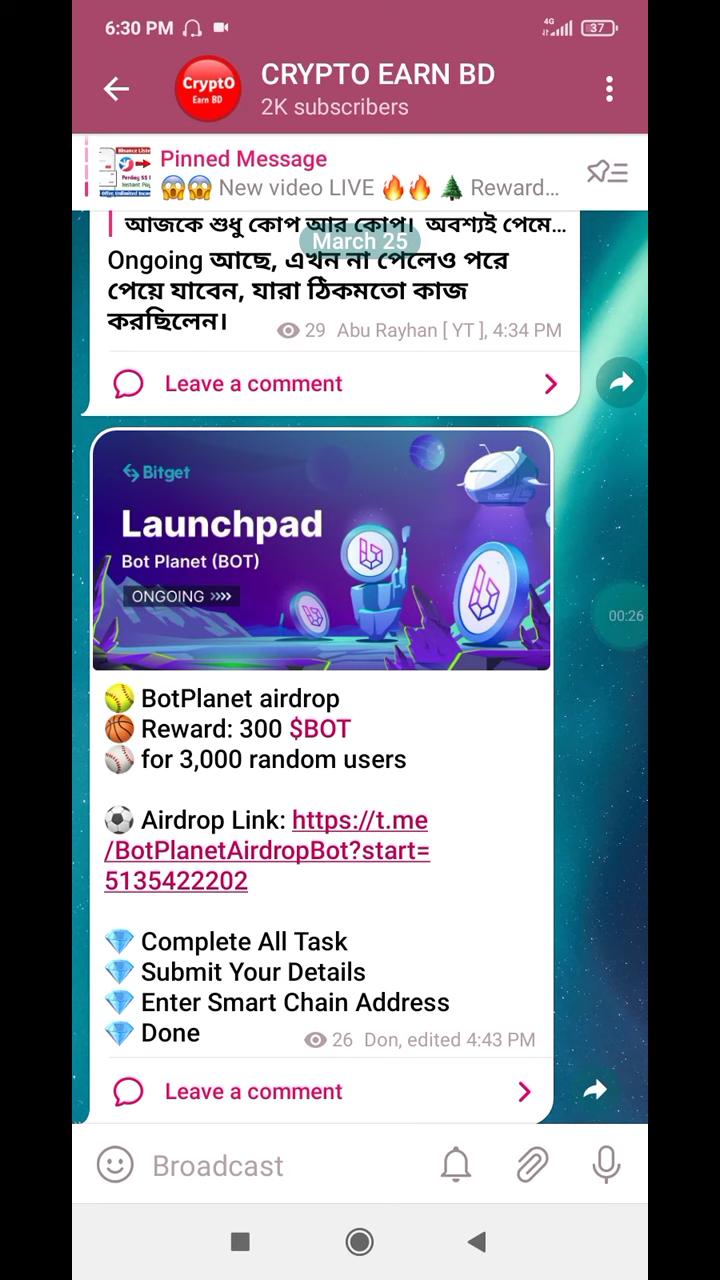 6:30 PM
4G
37
CryptO
Earn BD
CRYPTO EARN BD
2K subscribers
Pinned Message
😱😱 New video LIVE 🔥🔥 🌲 Reward...
আজকে শুধু কোপ আর কোপ। অবশ্যই পেমে...
March 25
Ongoing আছে, এখন না পেলেও পরে
পেয়ে যাবেন, যারা ঠিকমতো কাজ
করছিলেন।
29 Abu Rayhan [ YT ], 4:34 PM
Leave a comment
Bitget
Launchpad
Bot Planet (BOT)
ONGOING »»
00:26
🥎 BotPlanet airdrop
🏀 Reward: 300 $BOT
⚾ for 3,000 random users
⚽ Airdrop Link: https://t.me
/BotPlanetAirdropBot?start=
5135422202
💎 Complete All Task
💎 Submit Your Details
💎 Enter Smart Chain Address
💎 Done
26 Don, edited 4:43 PM
Leave a comment
Broadcast